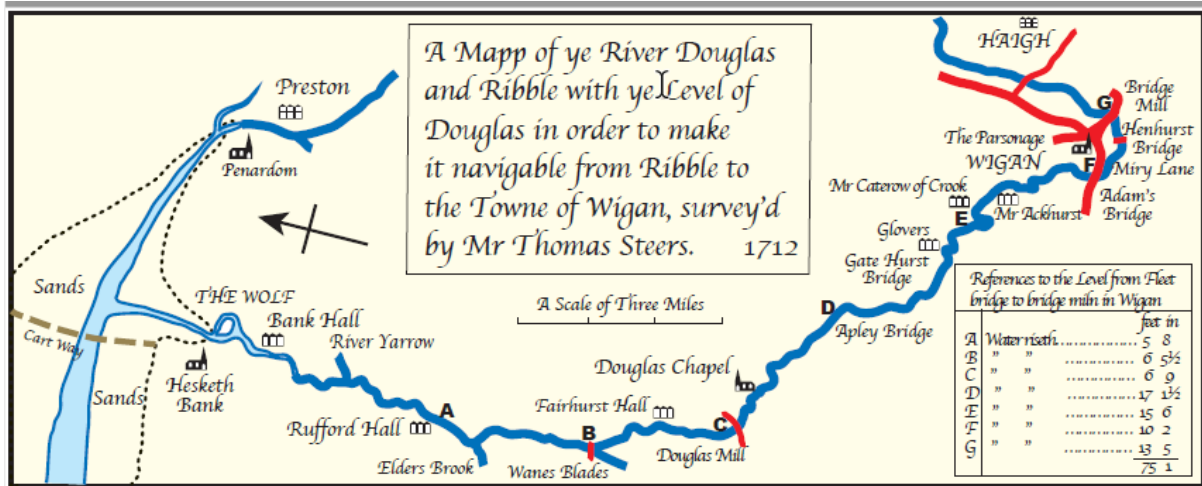 A Mapp of ye River Douglas
and Ribble with ye Level of
Douglas in order to make
it navigable from Ribble to
the Towne of Wigan, survey'd
by Mr Thomas Steers. 1712
A Scale of Three Miles
Preston
Penardom
Sands
Cart Way
Sands
THE WOLF
Bank Hall
Hesketh
Bank
River Yarrow
Rufford Hall
A
Elders Brook
B
Wanes Blades
Fairhurst Hall
Douglas Chapel
C
Douglas Mill
D
Apley Bridge
Gate Hurst
Bridge
Glovers
E
Mr Caterow of Crook
Mr Ackhurst
HAIGH
G
Bridge
Mill
Henhurst
Bridge
The Parsonage
WIGAN
F
Miry Lane
Adam's
Bridge
References to the Level from Fleet
bridge to bridge miln in Wigan
feet in
A Water riseth................. 5 8
B " " ................ 6 5½
C " " ................ 6 9
D " " ................ 17 1½
E " " ................ 15 6
F " " ................ 10 2
G " " ................ 13 5
75 1